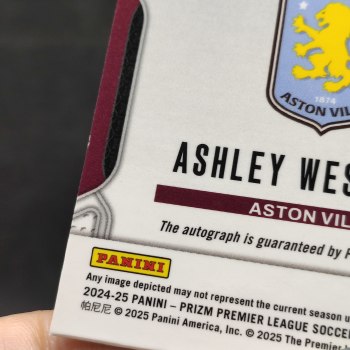 1874
ASTON VIL
ASHLEY WES
ASTON VIL
The autograph is guaranteed by P
PANINI
Any image depicted may not represent the current season u
2024-25 PANINI – PRIZM PREMIER LEAGUE SOCCER
帕尼尼 © 2025 Panini America, Inc. © 2025 The Premier